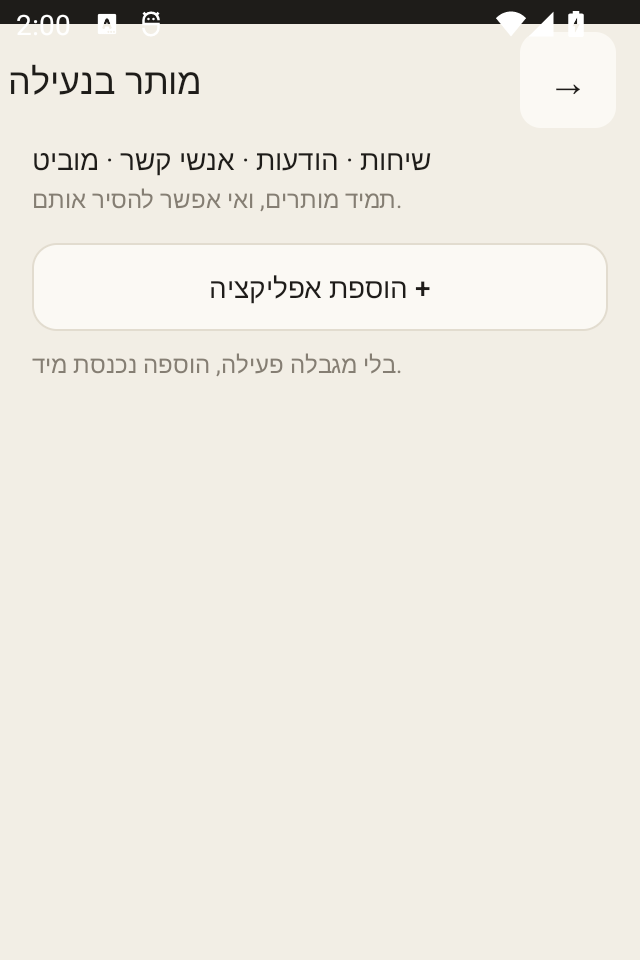 2:00
מותר בנעילה
→
שיחות · הודעות · אנשי קשר · מוביט
תמיד מותרים, ואי אפשר להסיר אותם.
+ הוספת אפליקציה
בלי מגבלה פעילה, הוספה נכנסת מיד.